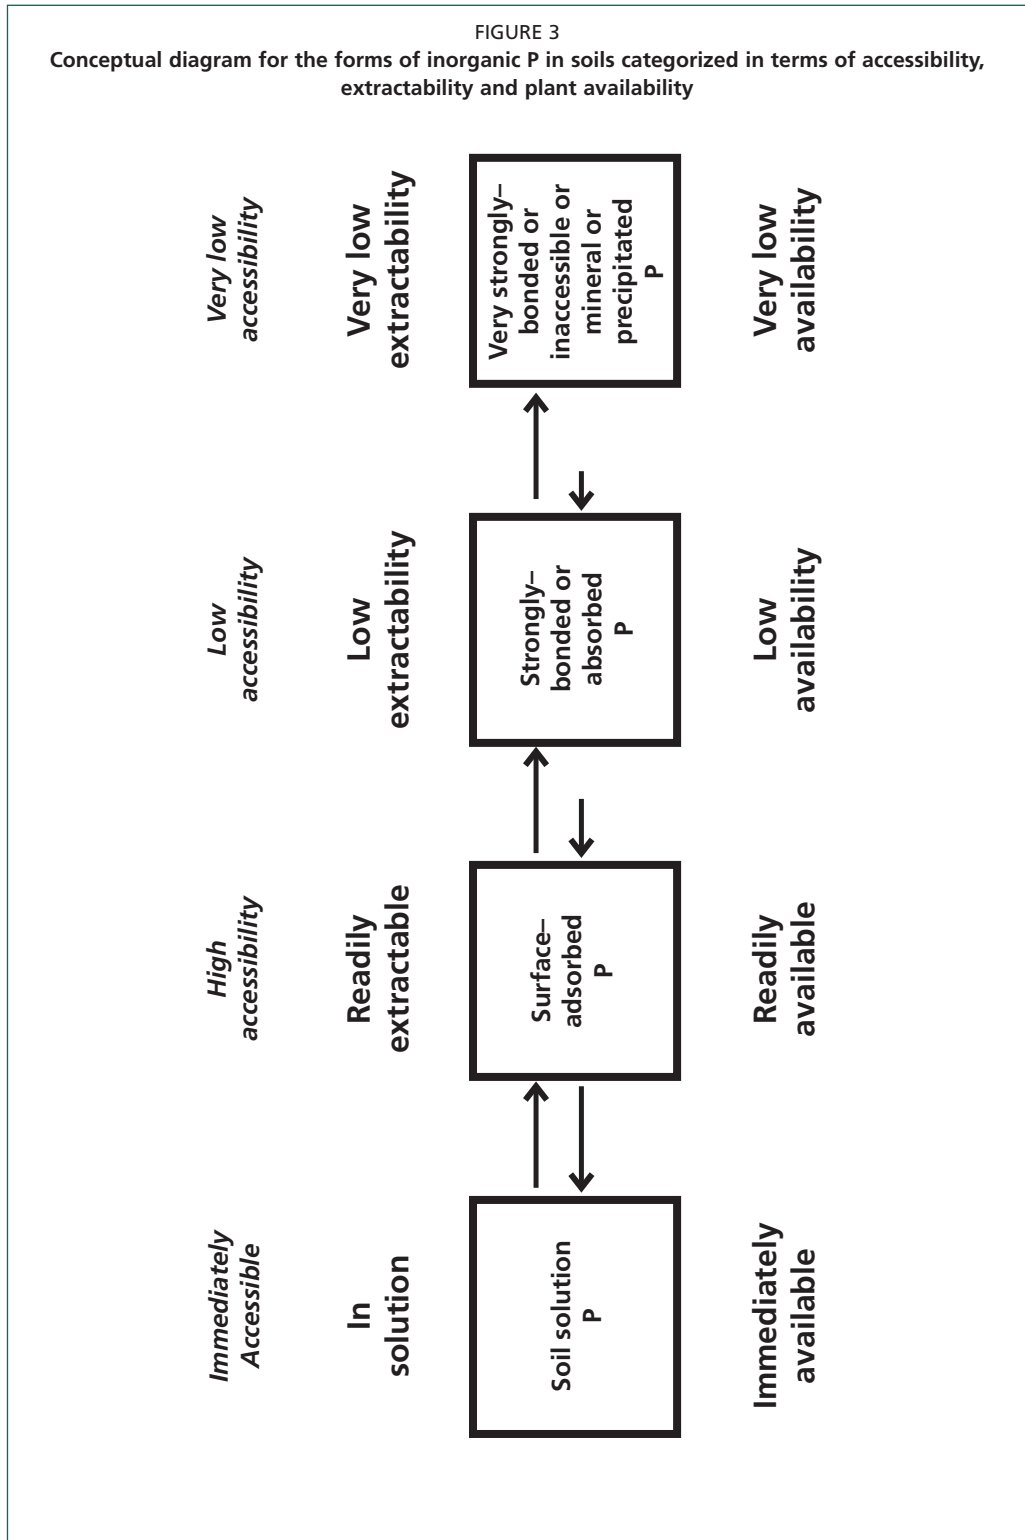 FIGURE 3
Conceptual diagram for the forms of inorganic P in soils categorized in terms of accessibility,
extractability and plant availability
Immediately
Accessible
High
accessibility
Low
accessibility
Very low
accessibility
In
solution
Readily
extractable
Low
extractability
Very low
extractability
Soil solution
P
Surface–
adsorbed
P
Strongly–
bonded or
absorbed
P
Very strongly–
bonded or
inaccessible or
mineral or
precipitated
P
Immediately
available
Readily
available
Low
availability
Very low
availability